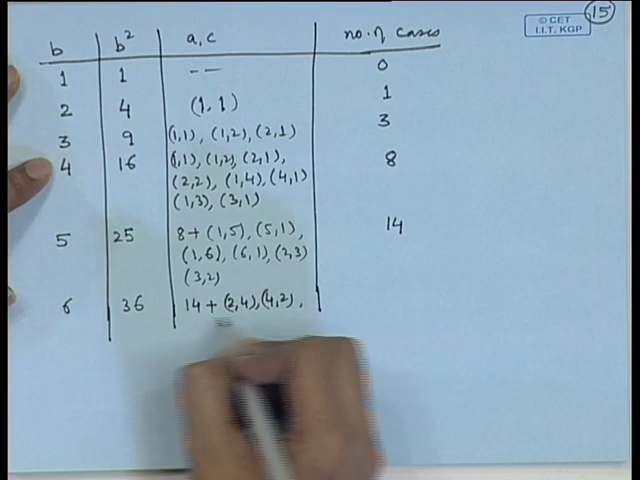 15
© CET
I.I.T. KGP
b b² a, c no. of cases
1 1 -- 0
2 4 (1,1) 1
3 9 (1,1), (1,2), (2,1) 3
4 16 (1,1), (1,2), (2,1), 8
(2,2), (1,4), (4,1)
(1,3), (3,1)
5 25 8 + (1,5), (5,1), 14
(1,6), (6,1), (2,3)
(3,2)
6 36 14 + (2,4), (4,2),